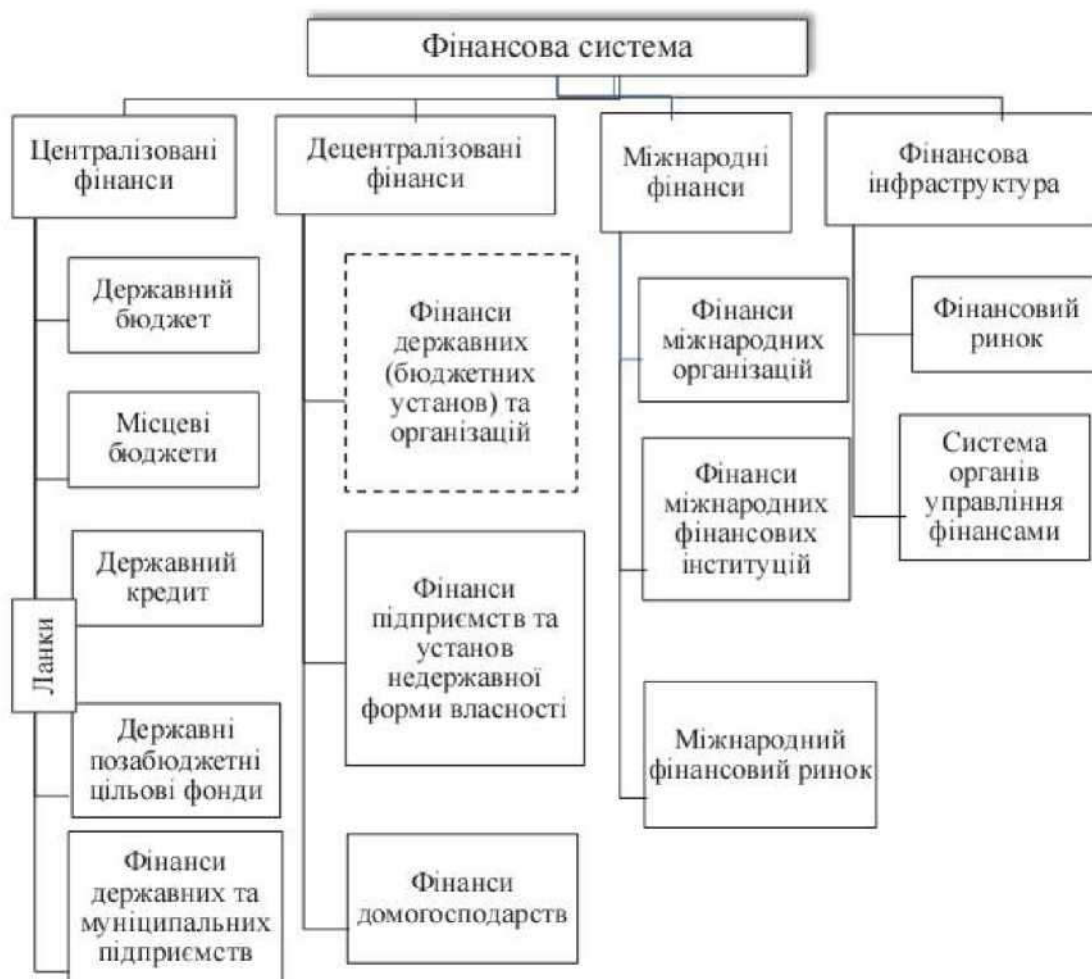 Фінансова система
Централізовані
фінанси
Державний
бюджет
Місцеві
бюджети
Державний
кредит
Ланки
Державні
позабюджетні
цільові фонди
Фінанси
державних та
муніципальних
підприємств
Децентралізовані
фінанси
Фінанси
державних
(бюджетних
установ) та
організацій
Фінанси
підприємств та
установ
недержавної
форми власності
Фінанси
домогосподарств
Міжнародні
фінанси
Фінанси
міжнародних
організацій
Фінанси
міжнародних
фінансових
інституцій
Міжнародний
фінансовий ринок
Фінансова
інфраструктура
Фінансовий
ринок
Система
органів
управління
фінансами